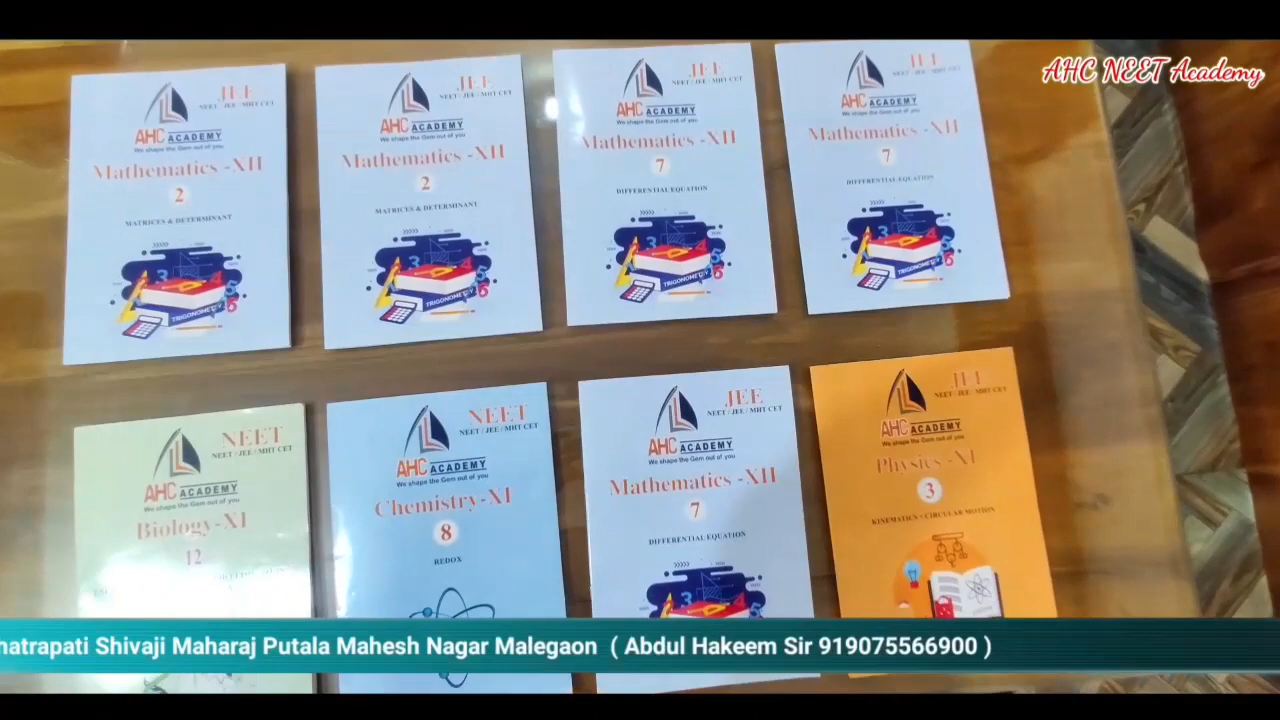 AHC NEET Academy
JEE
NEET / JEE / MHT CET
AHC ACADEMY
We shape the Gem out of you
Mathematics -XII
2
MATRICES & DETERMINANT
TRIGONOMETRY
JEE
NEET / JEE / MHT CET
AHC ACADEMY
We shape the Gem out of you
Mathematics -XII
2
MATRICES & DETERMINANT
TRIGONOMETRY
JEE
NEET / JEE / MHT CET
AHC ACADEMY
We shape the Gem out of you
Mathematics -XII
7
DIFFERENTIAL EQUATION
TRIGONOMETRY
JEE
NEET / JEE / MHT CET
AHC ACADEMY
We shape the Gem out of you
Mathematics -XII
7
DIFFERENTIAL EQUATION
TRIGONOMETRY
NEET
NEET / JEE / MHT CET
AHC ACADEMY
We shape the Gem out of you
Biology-XI
12
NEET
NEET / JEE / MHT CET
AHC ACADEMY
We shape the Gem out of you
Chemistry-XI
8
REDOX
JEE
NEET / JEE / MHT CET
AHC ACADEMY
We shape the Gem out of you
Mathematics -XII
7
DIFFERENTIAL EQUATION
JEE
NEET / JEE / MHT CET
AHC ACADEMY
We shape the Gem out of you
Physics -XI
3
KINEMATICS - CIRCULAR MOTION
hatrapati Shivaji Maharaj Putala Mahesh Nagar Malegaon ( Abdul Hakeem Sir 919075566900 )